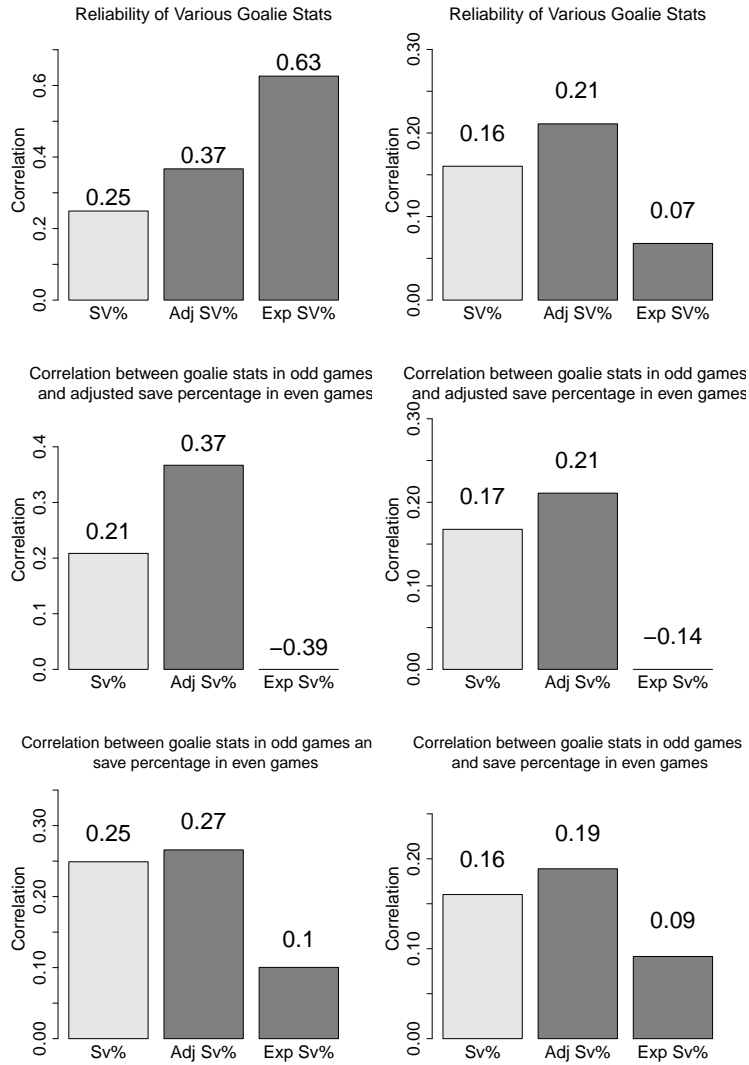 Reliability of Various Goalie Stats
Correlation
0.0
0.2
0.4
0.6
0.25
0.37
0.63
SV%
Adj SV%
Exp SV%
Reliability of Various Goalie Stats
Correlation
0.00
0.10
0.20
0.30
0.16
0.21
0.07
SV%
Adj SV%
Exp SV%
Correlation between goalie stats in odd games
and adjusted save percentage in even games
Correlation
0.0
0.1
0.2
0.3
0.4
0.21
0.37
−0.39
Sv%
Adj Sv%
Exp Sv%
Correlation between goalie stats in odd games
and adjusted save percentage in even games
Correlation
0.00
0.10
0.20
0.30
0.17
0.21
−0.14
Sv%
Adj Sv%
Exp Sv%
Correlation between goalie stats in odd games an
save percentage in even games
Correlation
0.00
0.10
0.20
0.30
0.25
0.27
0.1
Sv%
Adj Sv%
Exp Sv%
Correlation between goalie stats in odd games
and save percentage in even games
Correlation
0.00
0.10
0.20
0.16
0.19
0.09
Sv%
Adj Sv%
Exp Sv%